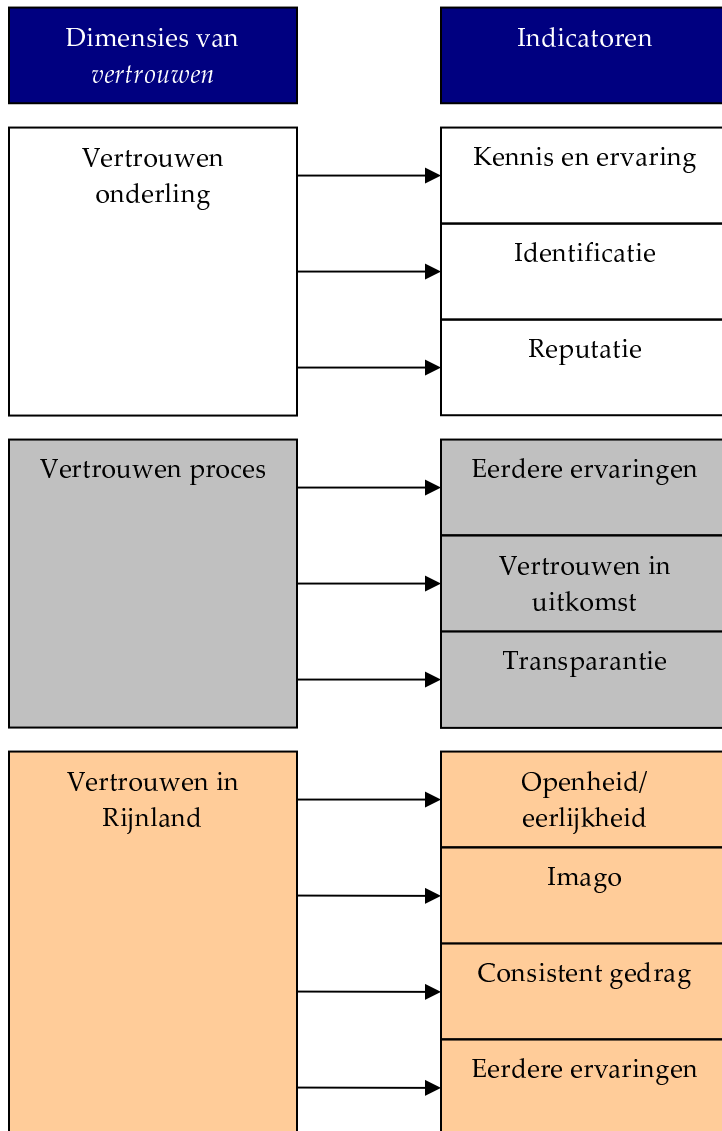 Dimensies van
vertrouwen
Indicatoren
Vertrouwen
onderling
Kennis en ervaring
Identificatie
Reputatie
Vertrouwen proces
Eerdere ervaringen
Vertrouwen in
uitkomst
Transparantie
Vertrouwen in
Rijnland
Openheid/
eerlijkheid
Imago
Consistent gedrag
Eerdere ervaringen